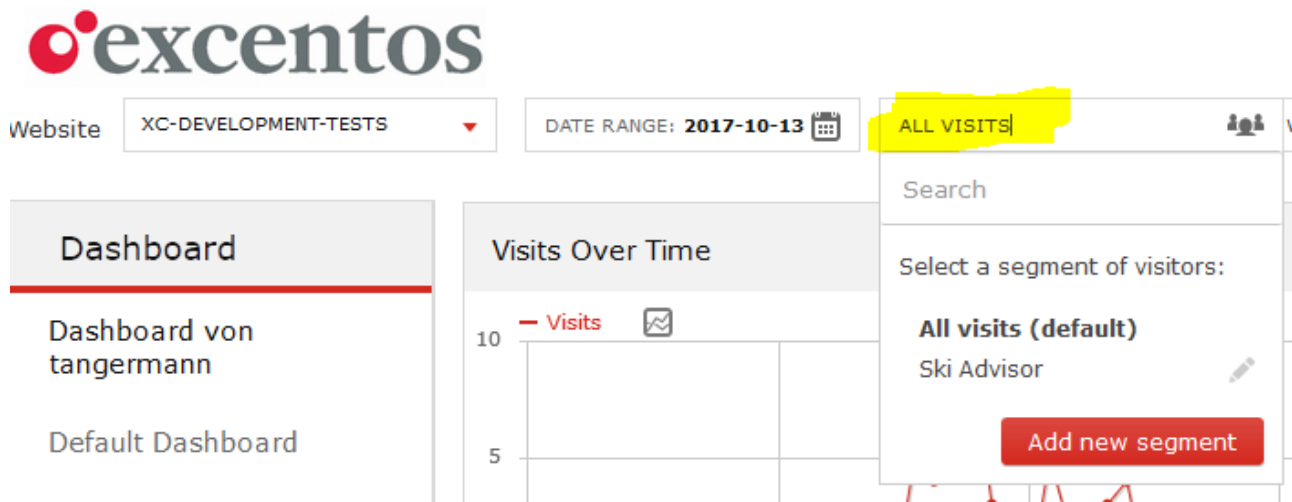 excentos
Website
XC-DEVELOPMENT-TESTS
DATE RANGE: 2017-10-13
ALL VISITS
Search
Select a segment of visitors:
All visits (default)
Ski Advisor
Add new segment
Dashboard
Dashboard von
tangermann
Default Dashboard
Visits Over Time
Visits
10
5